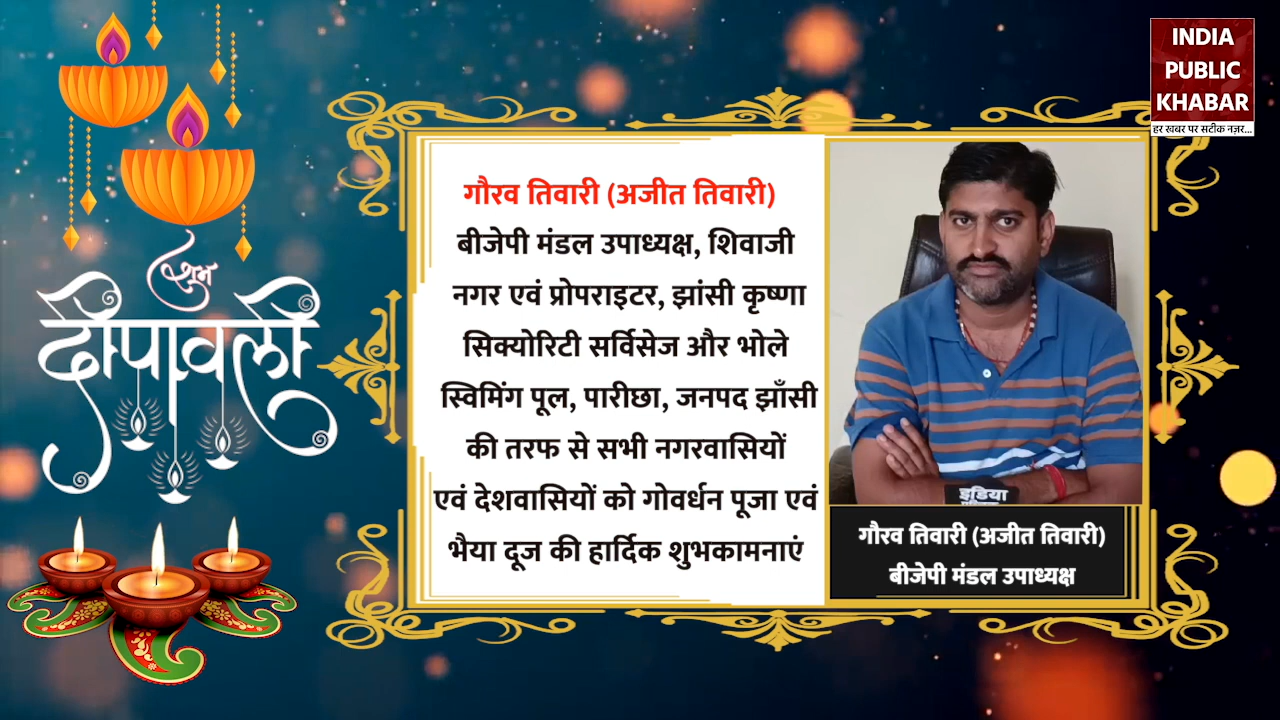 INDIA
PUBLIC
KHABAR
हर खबर पर सटीक नज़र...
शुभ
दीपावली
गौरव तिवारी (अजीत तिवारी)
बीजेपी मंडल उपाध्यक्ष, शिवाजी
नगर एवं प्रोपराइटर, झांसी कृष्णा
सिक्योरिटी सर्विसेज और भोले
स्विमिंग पूल, पारीछा, जनपद झाँसी
की तरफ से सभी नगरवासियों
एवं देशवासियों को गोवर्धन पूजा एवं
भैया दूज की हार्दिक शुभकामनाएं
इंडिया
गौरव तिवारी (अजीत तिवारी)
बीजेपी मंडल उपाध्यक्ष